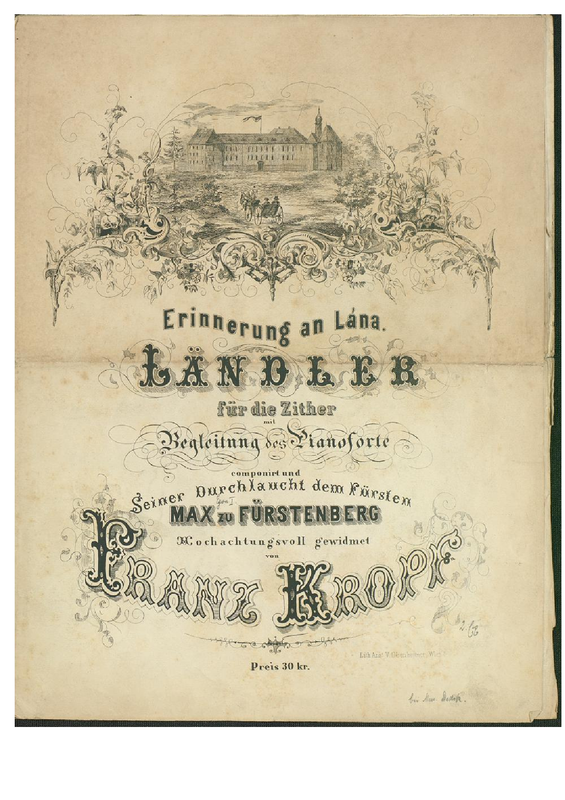 Erinnerung an Lána.
LÄNDLER
für die Zither
mit
Begleitung des Pianoforte
componirt und
Seiner Durchlaucht dem Fürsten
MAX ZU FÜRSTENBERG
Hochachtungsvoll gewidmet
von
FRANZ KROPF
Preis 30 kr.